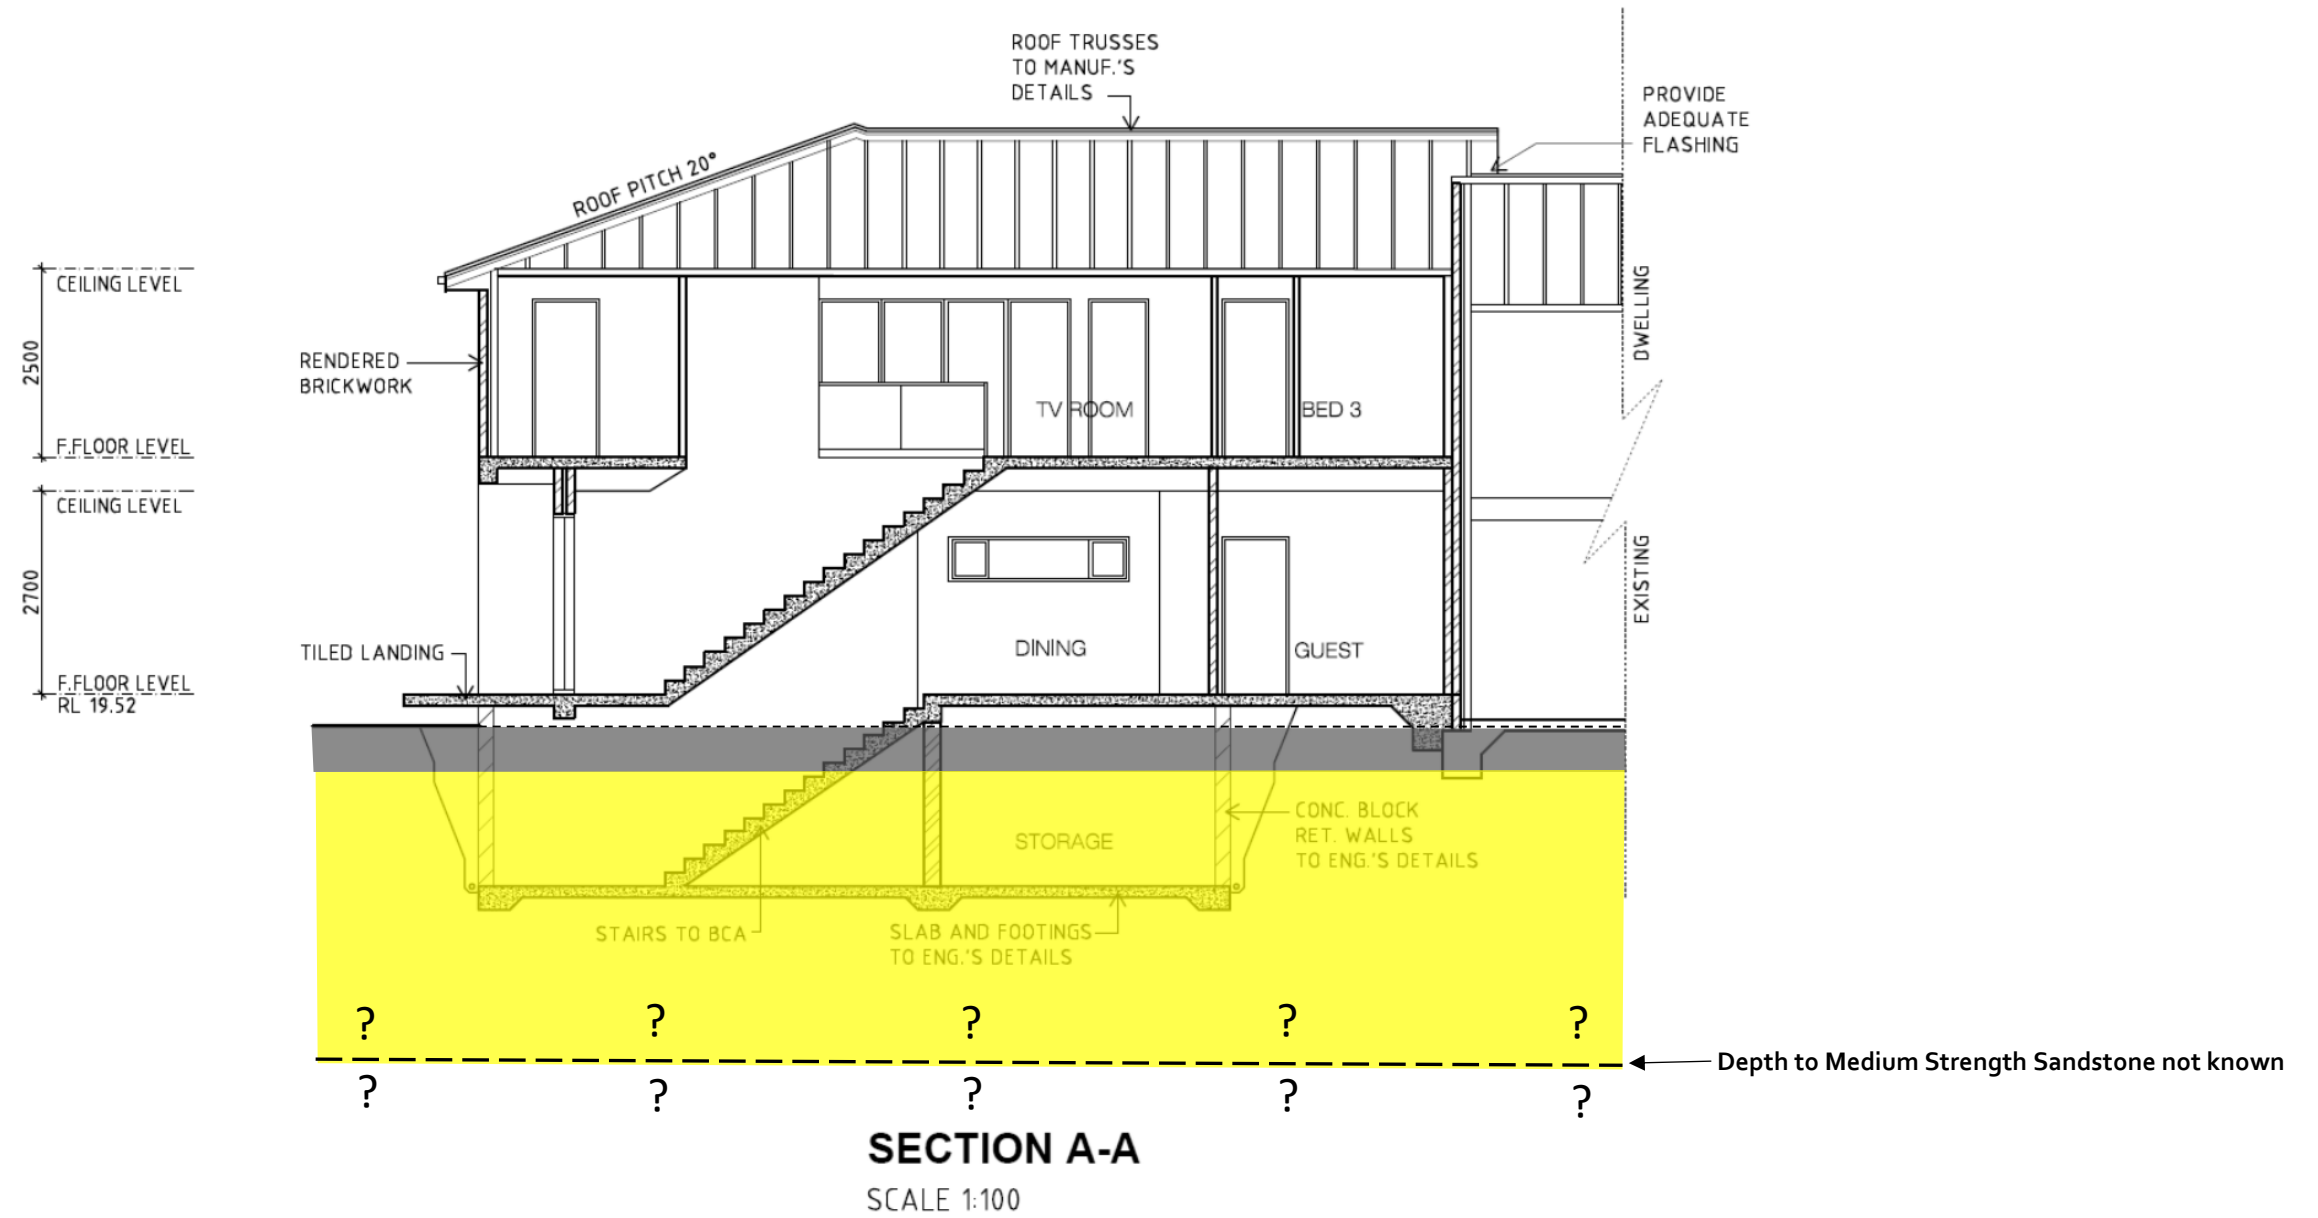 ROOF TRUSSES
TO MANUF.'S
DETAILS
PROVIDE
ADEQUATE
FLASHING
ROOF PITCH 20°
CEILING LEVEL
2500
RENDERED
BRICKWORK
TV ROOM
BED 3
DWELLING
F.FLOOR LEVEL
CEILING LEVEL
2700
EXISTING
DINING
GUEST
TILED LANDING
F.FLOOR LEVEL
RL 19.52
STORAGE
CONC. BLOCK
RET. WALLS
TO ENG.'S DETAILS
STAIRS TO BCA
SLAB AND FOOTINGS
TO ENG.'S DETAILS
? ? ? ? ?
Depth to Medium Strength Sandstone not known
? ? ? ? ?
SECTION A-A
SCALE 1:100